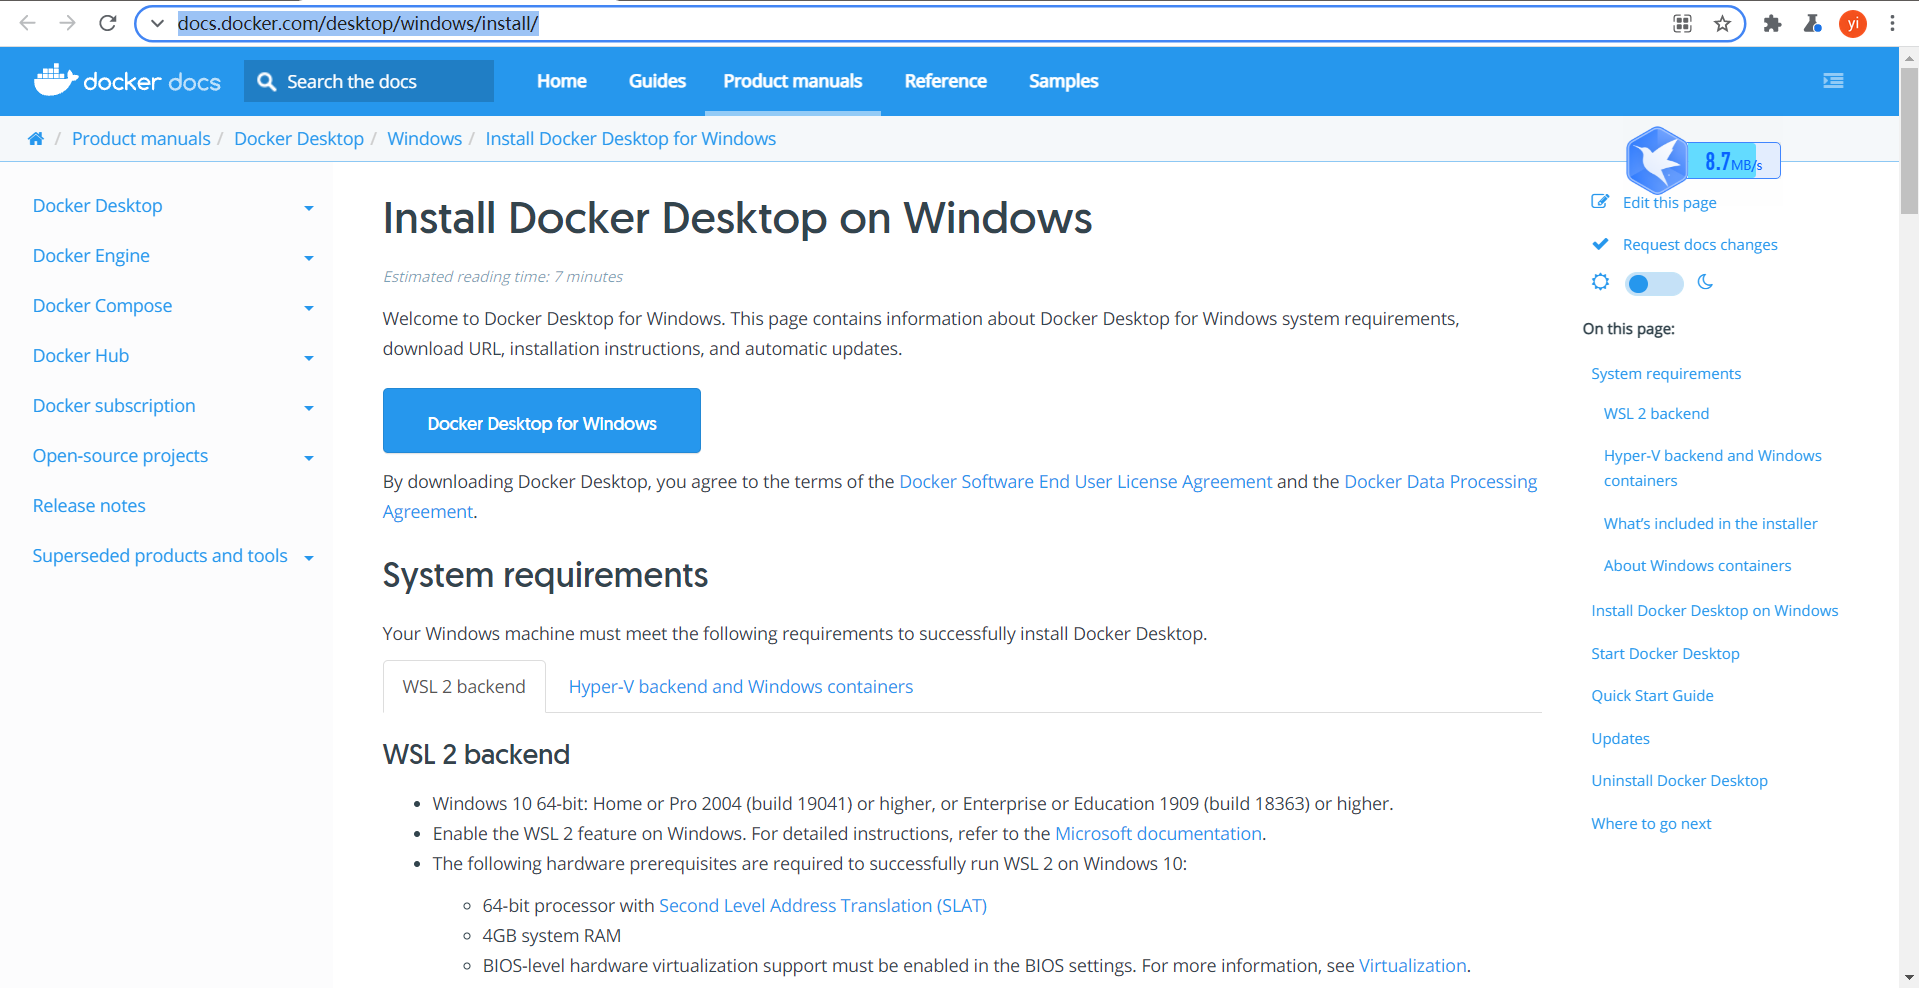 docs.docker.com/desktop/windows/install/
yi
docker docs
Search the docs
Home
Guides
Product manuals
Reference
Samples
/ Product manuals / Docker Desktop / Windows / Install Docker Desktop for Windows
8.7MB/s
Docker Desktop
Docker Engine
Docker Compose
Docker Hub
Docker subscription
Open-source projects
Release notes
Superseded products and tools
Install Docker Desktop on Windows
Estimated reading time: 7 minutes
Welcome to Docker Desktop for Windows. This page contains information about Docker Desktop for Windows system requirements,
download URL, installation instructions, and automatic updates.
Docker Desktop for Windows
By downloading Docker Desktop, you agree to the terms of the Docker Software End User License Agreement and the Docker Data Processing
Agreement.
System requirements
Your Windows machine must meet the following requirements to successfully install Docker Desktop.
WSL 2 backend
Hyper-V backend and Windows containers
WSL 2 backend
• Windows 10 64-bit: Home or Pro 2004 (build 19041) or higher, or Enterprise or Education 1909 (build 18363) or higher.
• Enable the WSL 2 feature on Windows. For detailed instructions, refer to the Microsoft documentation.
• The following hardware prerequisites are required to successfully run WSL 2 on Windows 10:
◦ 64-bit processor with Second Level Address Translation (SLAT)
◦ 4GB system RAM
◦ BIOS-level hardware virtualization support must be enabled in the BIOS settings. For more information, see Virtualization.
Edit this page
Request docs changes
On this page:
System requirements
WSL 2 backend
Hyper-V backend and Windows
containers
What's included in the installer
About Windows containers
Install Docker Desktop on Windows
Start Docker Desktop
Quick Start Guide
Updates
Uninstall Docker Desktop
Where to go next